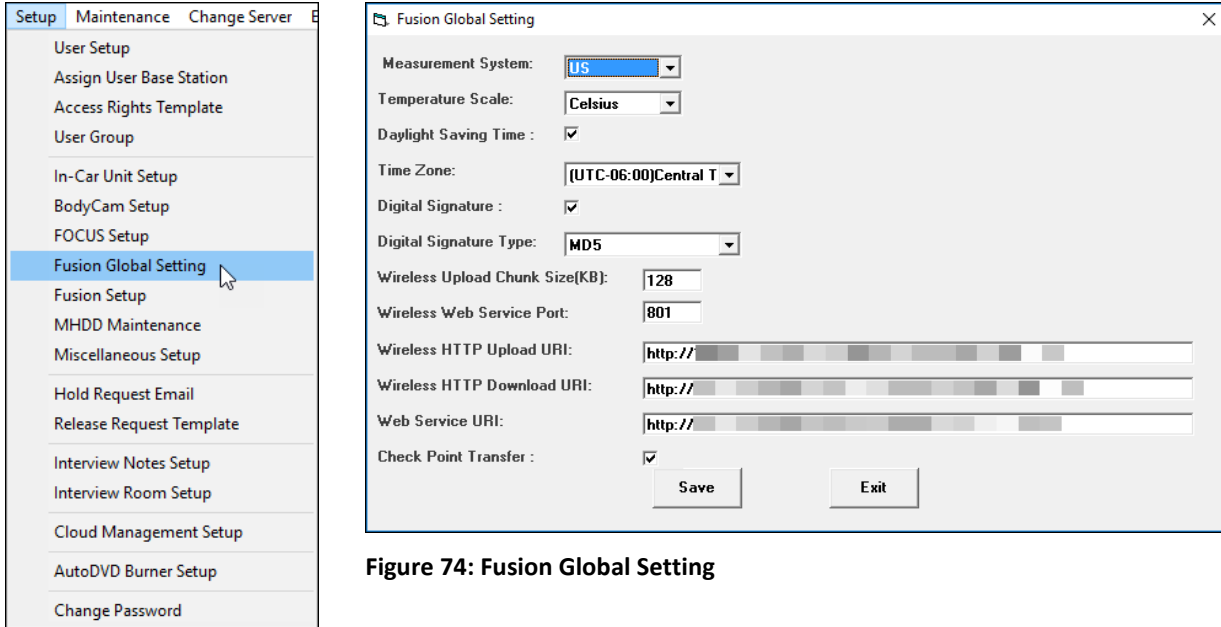 Setup Maintenance Change Server
User Setup
Assign User Base Station
Access Rights Template
User Group
In-Car Unit Setup
BodyCam Setup
FOCUS Setup
Fusion Global Setting
Fusion Setup
MHDD Maintenance
Miscellaneous Setup
Hold Request Email
Release Request Template
Interview Notes Setup
Interview Room Setup
Cloud Management Setup
AutoDVD Burner Setup
Change Password
Fusion Global Setting
Measurement System: US
Temperature Scale: Celsius
Daylight Saving Time :
Time Zone: (UTC-06:00)Central T
Digital Signature :
Digital Signature Type: MD5
Wireless Upload Chunk Size(KB): 128
Wireless Web Service Port: 801
Wireless HTTP Upload URI: http://
Wireless HTTP Download URI: http://
Web Service URI: http://
Check Point Transfer :
Save Exit
Figure 74: Fusion Global Setting